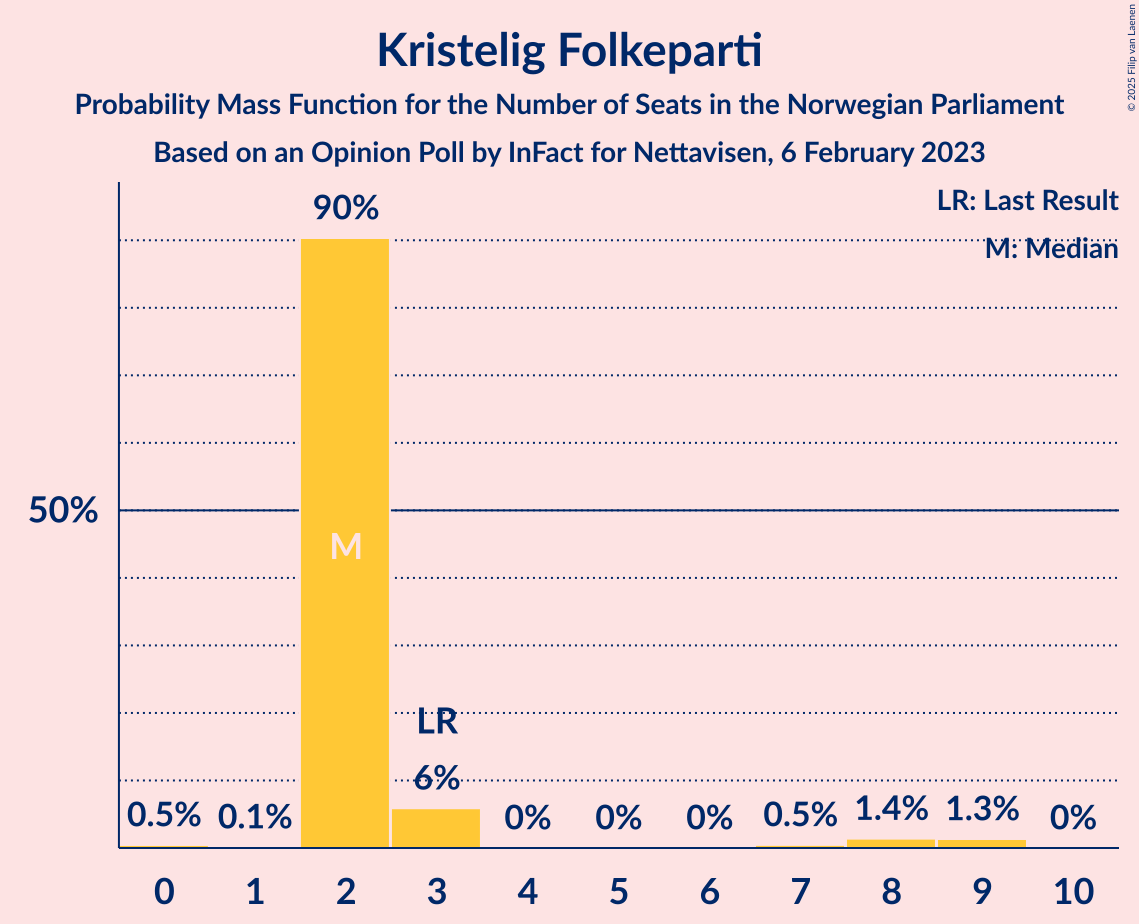 Kristelig Folkeparti
Probability Mass Function for the Number of Seats in the Norwegian Parliament
Based on an Opinion Poll by InFact for Nettavisen, 6 February 2023
© 2025 Filip van Laenen
LR: Last Result
M: Median
90%
50%
M
LR
6%
0.5% 0.1% 0% 0% 0% 0.5% 1.4% 1.3% 0%
0 1 2 3 4 5 6 7 8 9 10